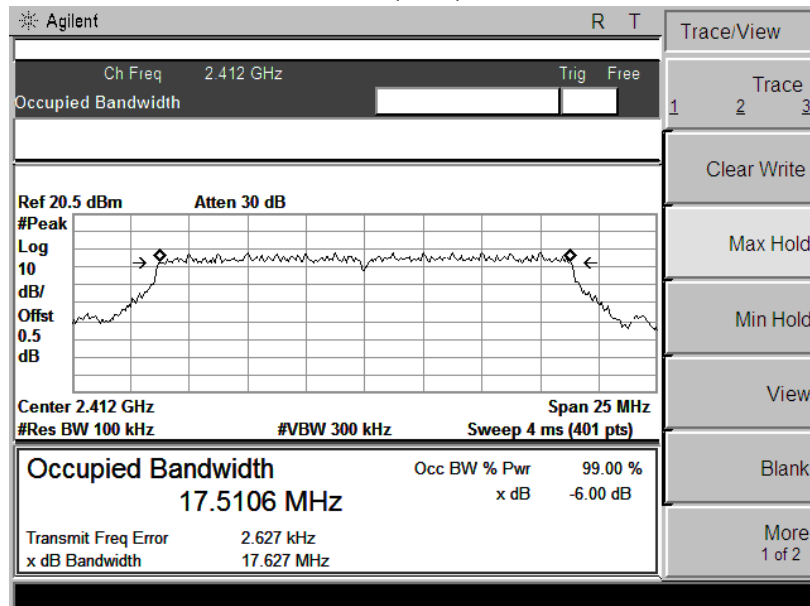 Agilent R T
Ch Freq 2.412 GHz Trig Free
Occupied Bandwidth
Ref 20.5 dBm Atten 30 dB
#Peak
Log
10
dB/
Offst
0.5
dB
Center 2.412 GHz Span 25 MHz
#Res BW 100 kHz #VBW 300 kHz Sweep 4 ms (401 pts)
Occupied Bandwidth Occ BW % Pwr 99.00 %
17.5106 MHz x dB -6.00 dB
Transmit Freq Error 2.627 kHz
x dB Bandwidth 17.627 MHz
Trace/View
Trace
1 2 3
Clear Write
Max Hold
Min Hold
View
Blank
More
1 of 2